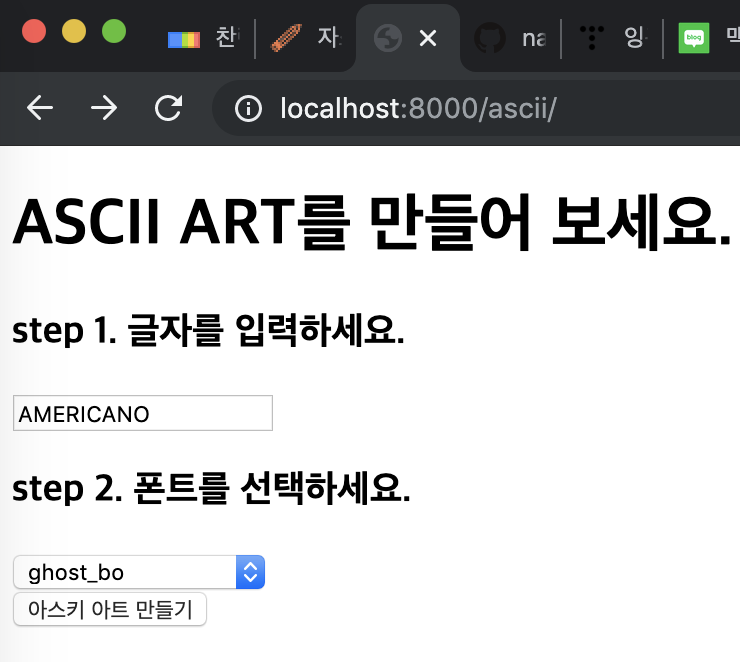 찬
자
na
잉
blog
맥
localhost:8000/ascii/
ASCII ART를 만들어 보세요.
step 1. 글자를 입력하세요.
AMERICANO
step 2. 폰트를 선택하세요.
ghost_bo
아스키 아트 만들기